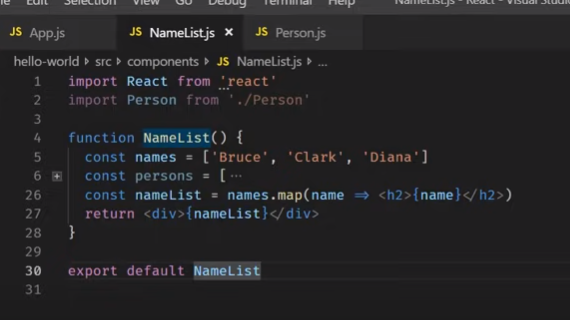 Edit Selection View Go Debug Terminal Help NameList.js - React - Visual Studio
JS App.js JS NameList.js × JS Person.js
hello-world > src > components > JS NameList.js > ...
1 import React from 'react'
2 import Person from './Person'
3
4 function NameList() {
5 const names = ['Bruce', 'Clark', 'Diana']
6 const persons = [ ...
26 const nameList = names.map(name => <h2>{name}</h2>)
27 return <div>{nameList}</div>
28 }
29
30 export default NameList
31